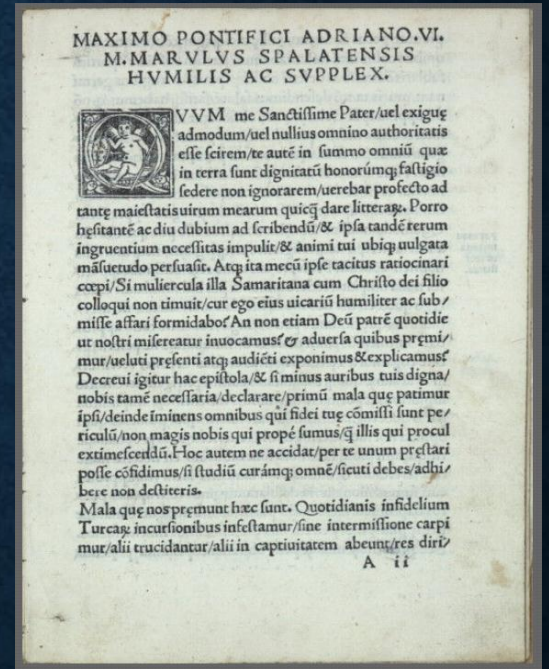 MAXIMO PONTIFICI ADRIANO.VI.
M.MARVLVS SPALATENSIS
HVMILIS AC SVPPLEX.
QVVM me Sanctissime Pater/uel exiguę
admodum/uel nullius omnino authoritatis
esse scirem/te autē in summo omniū quæ
in terra sunt dignitatū honorúmq; fastigio
sedere non ignorarem/uerebar profecto ad
tantę maiestatis uirum mearum quicq̄ dare litteraꝝ. Porro
hęsitantē ac diu dubium ad scribendū/& ipsa tandē rerum
ingruentium necessitas impulit/& animi tui ubiq; uulgata
māsuetudo persuasit. Atq; ita mecū ipse tacitus ratiocinari
cœpi/Si muliercula illa Samaritana cum Christo dei filio
colloqui non timuit/cur ego eius uicariū humiliter ac sub/
misse affari formidabo? An non etiam Deū patrē quotidie
ut nostri misereatur inuocamus? & aduersa quibus pręmi/
mur/ueluti pręsenti atq; audiēti exponimus & explicamus?
Decreui igitur hac epistola/& si minus auribus tuis digna/
nobis tamē necessaria/declarare/primū mala quę patimur
ipsi/deinde iminens omnibus qui fidei tuę cōmissi sunt pe/
riculū/non magis nobis qui propé sumus/q̄ illis qui procul
extimescendū. Hoc autem ne accidat/per te unum pręstari
posse cōfidimus/si studiū curámq; omnē/sicuti debes/adhi/
bere non destiteris.
Mala quę nos pręmunt hæc sunt. Quotidianis infidelium
Turcaꝝ incursionibus infestamur/sine intermissione carpi
mur/alii trucidantur/alii in captiuitatem abeunt/res diri/
A ii